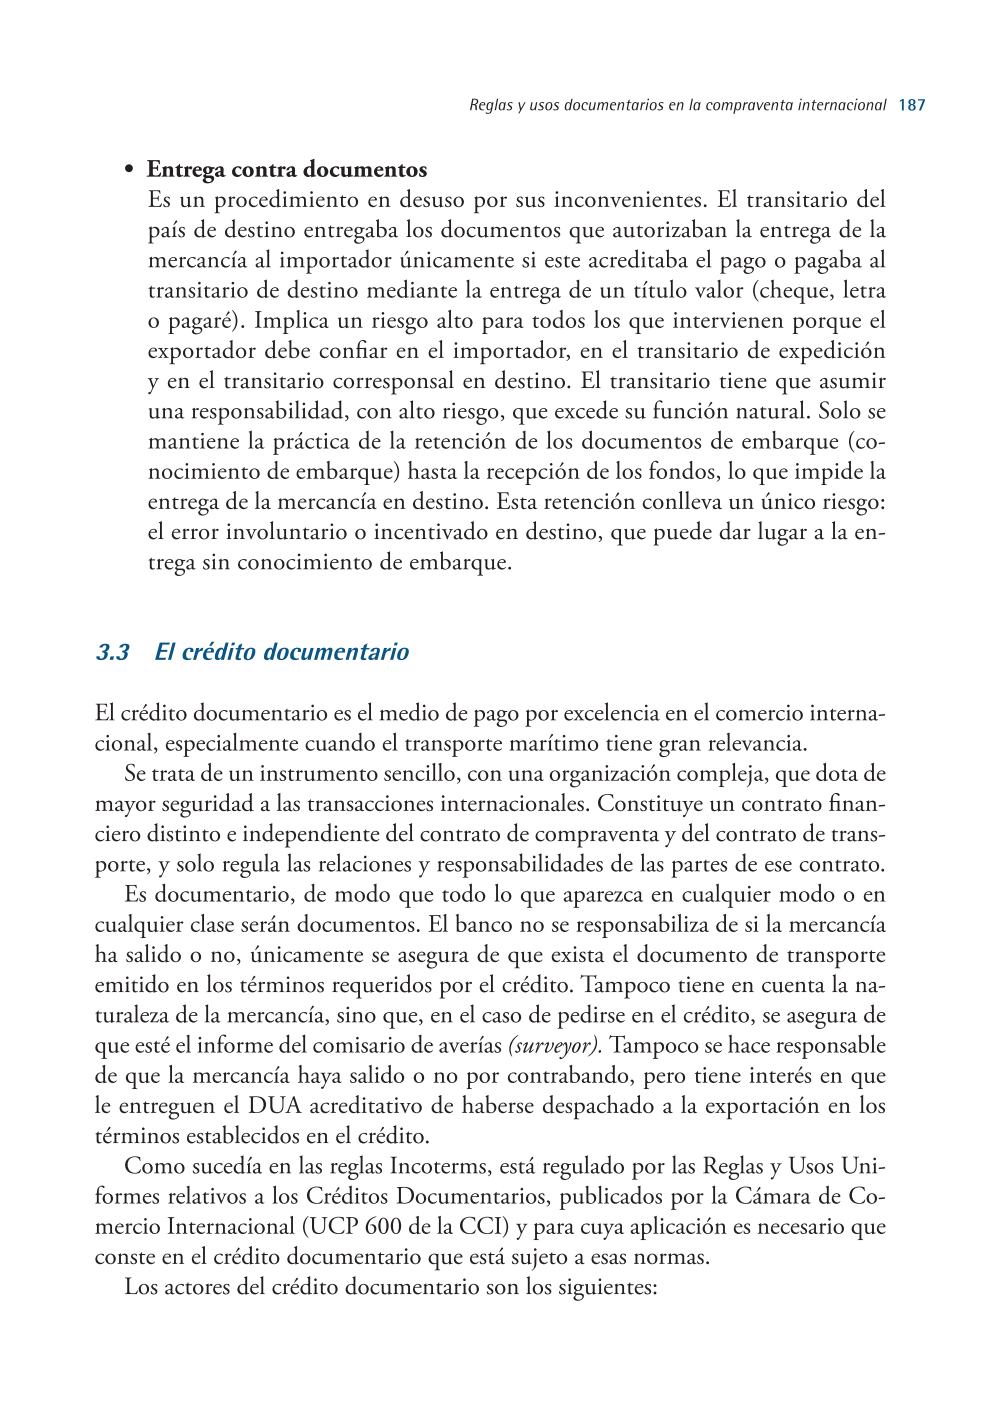 Reglas y usos documentarios en la compraventa internacional 187
• Entrega contra documentos
Es un procedimiento en desuso por sus inconvenientes. El transitario del
país de destino entregaba los documentos que autorizaban la entrega de la
mercancía al importador únicamente si este acreditaba el pago o pagaba al
transitario de destino mediante la entrega de un título valor (cheque, letra
o pagaré). Implica un riesgo alto para todos los que intervienen porque el
exportador debe confiar en el importador, en el transitario de expedición
y en el transitario corresponsal en destino. El transitario tiene que asumir
una responsabilidad, con alto riesgo, que excede su función natural. Solo se
mantiene la práctica de la retención de los documentos de embarque (co-
nocimiento de embarque) hasta la recepción de los fondos, lo que impide la
entrega de la mercancía en destino. Esta retención conlleva un único riesgo:
el error involuntario o incentivado en destino, que puede dar lugar a la en-
trega sin conocimiento de embarque.
3.3 El crédito documentario
El crédito documentario es el medio de pago por excelencia en el comercio interna-
cional, especialmente cuando el transporte marítimo tiene gran relevancia.
Se trata de un instrumento sencillo, con una organización compleja, que dota de
mayor seguridad a las transacciones internacionales. Constituye un contrato finan-
ciero distinto e independiente del contrato de compraventa y del contrato de trans-
porte, y solo regula las relaciones y responsabilidades de las partes de ese contrato.
Es documentario, de modo que todo lo que aparezca en cualquier modo o en
cualquier clase serán documentos. El banco no se responsabiliza de si la mercancía
ha salido o no, únicamente se asegura de que exista el documento de transporte
emitido en los términos requeridos por el crédito. Tampoco tiene en cuenta la na-
turaleza de la mercancía, sino que, en el caso de pedirse en el crédito, se asegura de
que esté el informe del comisario de averías (surveyor). Tampoco se hace responsable
de que la mercancía haya salido o no por contrabando, pero tiene interés en que
le entreguen el DUA acreditativo de haberse despachado a la exportación en los
términos establecidos en el crédito.
Como sucedía en las reglas Incoterms, está regulado por las Reglas y Usos Uni-
formes relativos a los Créditos Documentarios, publicados por la Cámara de Co-
mercio Internacional (UCP 600 de la CCI) y para cuya aplicación es necesario que
conste en el crédito documentario que está sujeto a esas normas.
Los actores del crédito documentario son los siguientes: